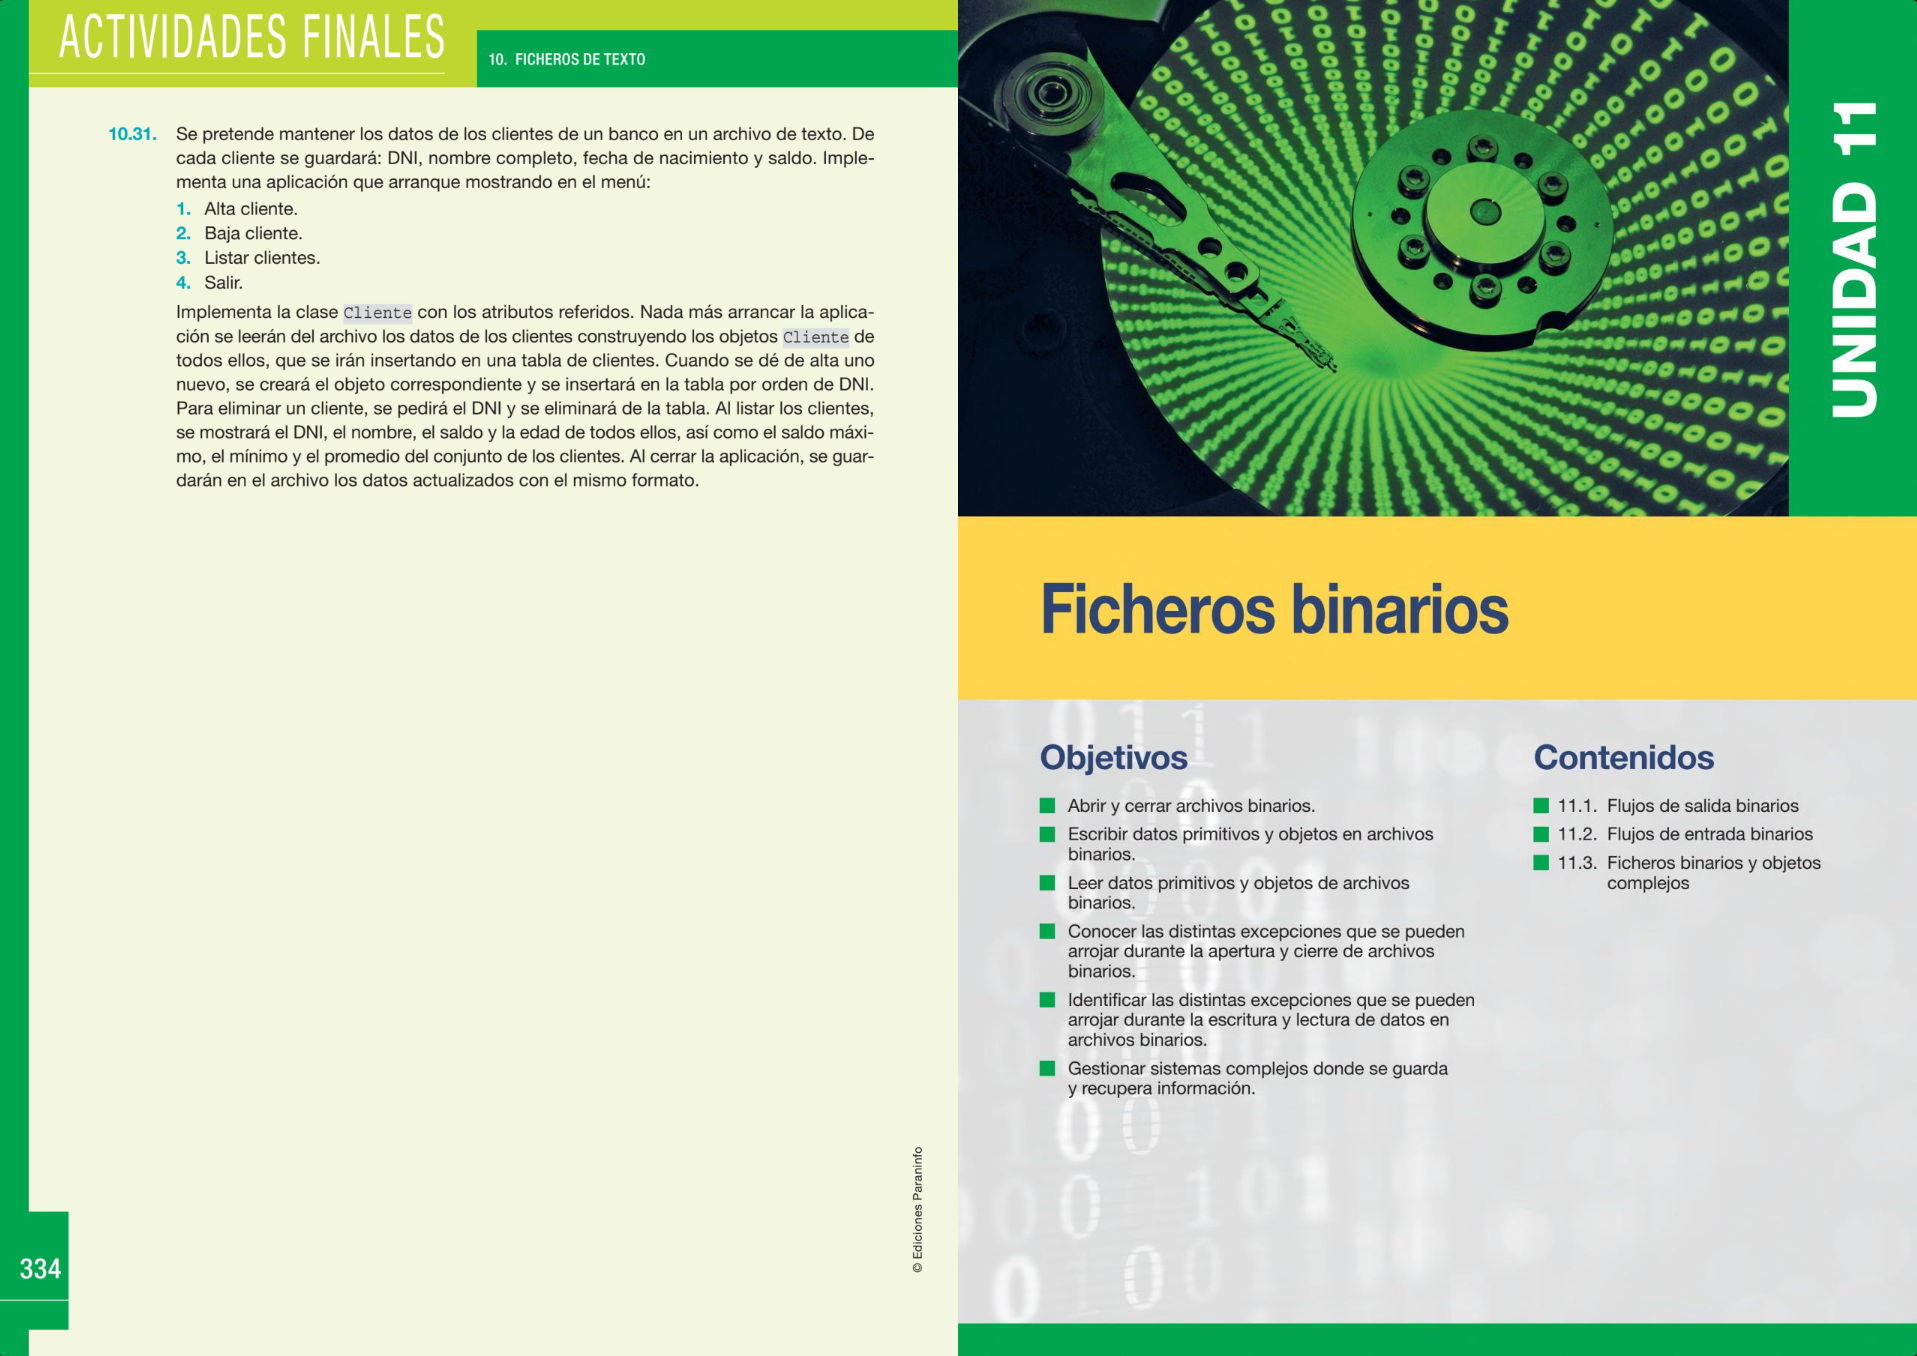 ACTIVIDADES FINALES
10. FICHEROS DE TEXTO
10.31. Se pretende mantener los datos de los clientes de un banco en un archivo de texto. De
cada cliente se guardará: DNI, nombre completo, fecha de nacimiento y saldo. Imple-
menta una aplicación que arranque mostrando en el menú:
1. Alta cliente.
2. Baja cliente.
3. Listar clientes.
4. Salir.
Implementa la clase Cliente con los atributos referidos. Nada más arrancar la aplica-
ción se leerán del archivo los datos de los clientes construyendo los objetos Cliente de
todos ellos, que se irán insertando en una tabla de clientes. Cuando se dé de alta uno
nuevo, se creará el objeto correspondiente y se insertará en la tabla por orden de DNI.
Para eliminar un cliente, se pedirá el DNI y se eliminará de la tabla. Al listar los clientes,
se mostrará el DNI, el nombre, el saldo y la edad de todos ellos, así como el saldo máxi-
mo, el mínimo y el promedio del conjunto de los clientes. Al cerrar la aplicación, se guar-
darán en el archivo los datos actualizados con el mismo formato.
© Ediciones Paraninfo
334
UNIDAD 11
Ficheros binarios
Objetivos
Abrir y cerrar archivos binarios.
Escribir datos primitivos y objetos en archivos
binarios.
Leer datos primitivos y objetos de archivos
binarios.
Conocer las distintas excepciones que se pueden
arrojar durante la apertura y cierre de archivos
binarios.
Identificar las distintas excepciones que se pueden
arrojar durante la escritura y lectura de datos en
archivos binarios.
Gestionar sistemas complejos donde se guarda
y recupera información.
Contenidos
11.1. Flujos de salida binarios
11.2. Flujos de entrada binarios
11.3. Ficheros binarios y objetos
complejos